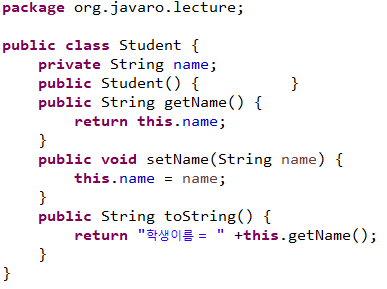 package org.javaro.lecture;
public class Student {
private String name;
public Student() { }
public String getName() {
return this.name;
}
public void setName(String name) {
this.name = name;
}
public String toString() {
return "학생이름 = " +this.getName();
}
}